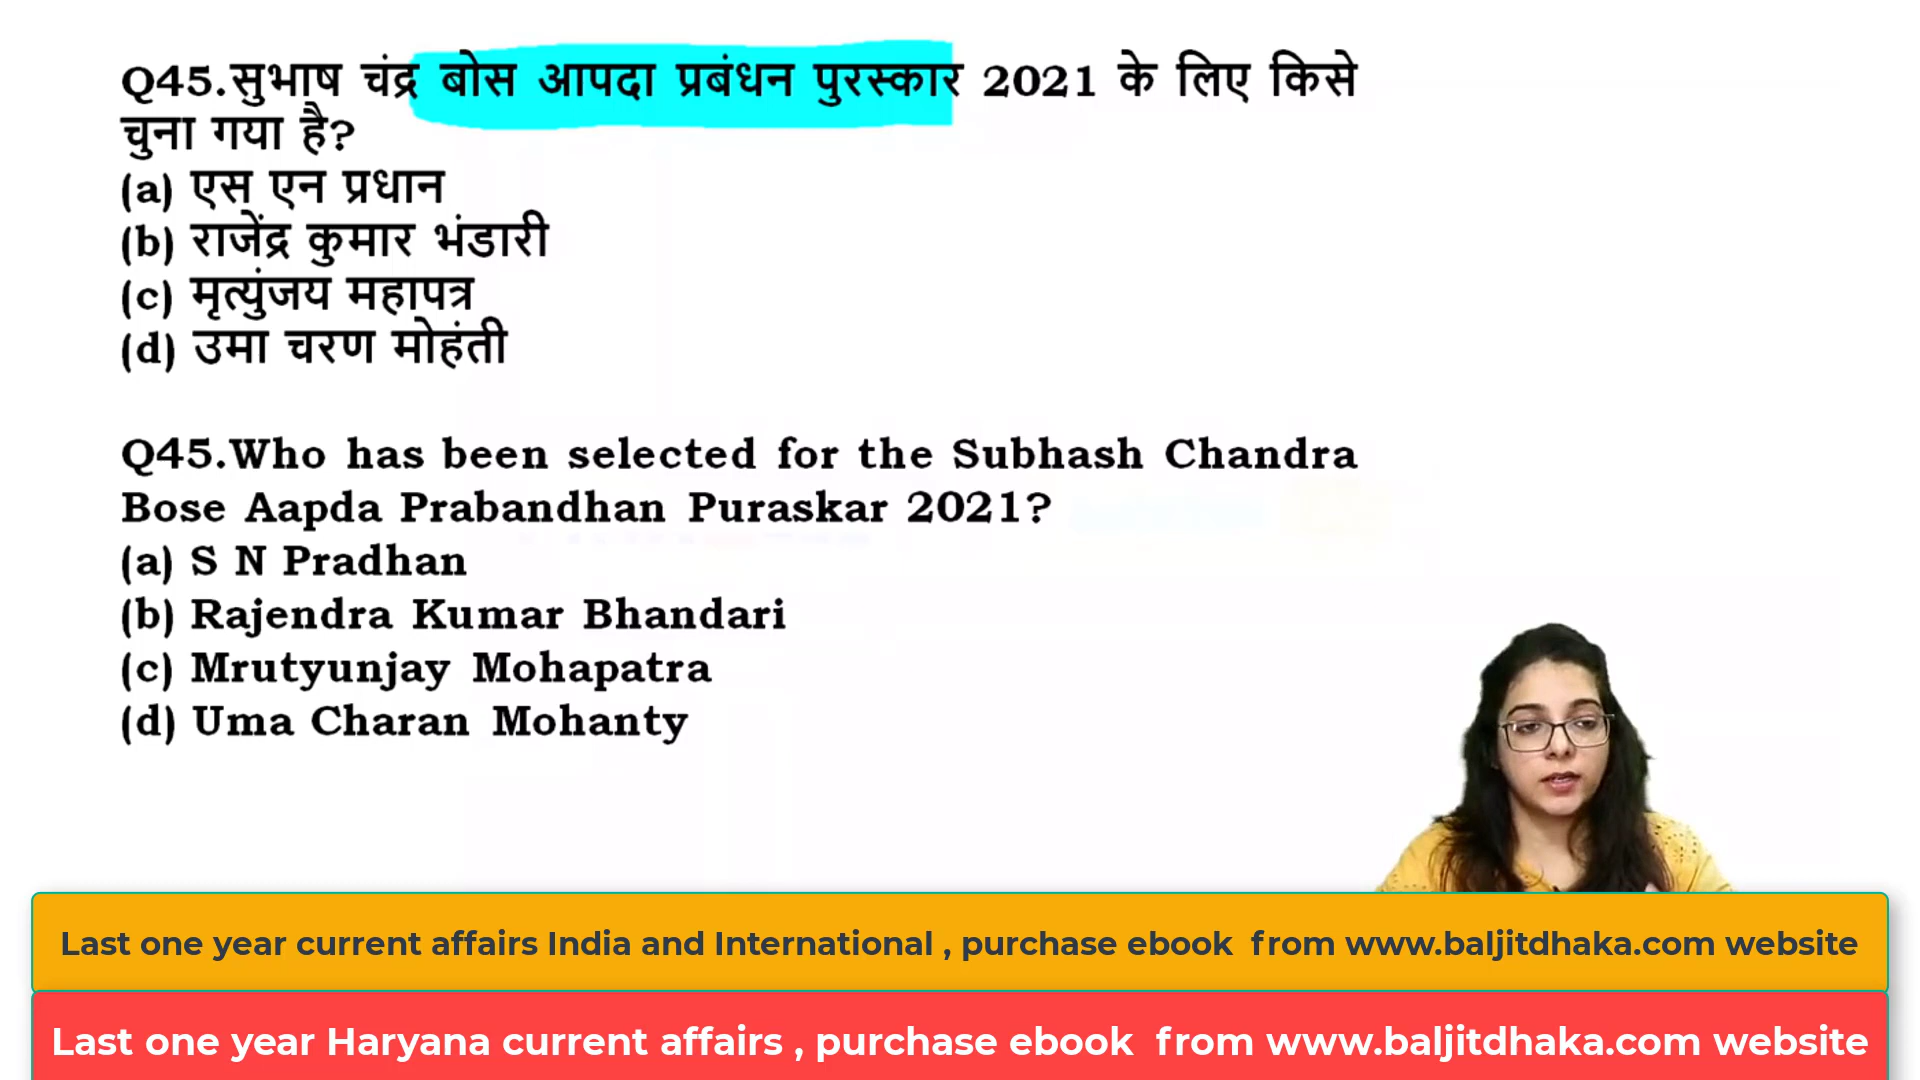 Q45.सुभाष चंद्र बोस आपदा प्रबंधन पुरस्कार 2021 के लिए किसे
चुना गया है?
(a) एस एन प्रधान
(b) राजेंद्र कुमार भंडारी
(c) मृत्युंजय महापत्र
(d) उमा चरण मोहंती
Q45.Who has been selected for the Subhash Chandra
Bose Aapda Prabandhan Puraskar 2021?
(a) S N Pradhan
(b) Rajendra Kumar Bhandari
(c) Mrutyunjay Mohapatra
(d) Uma Charan Mohanty
Last one year current affairs India and International , purchase ebook from www.baljitdhaka.com website
Last one year Haryana current affairs , purchase ebook from www.baljitdhaka.com website